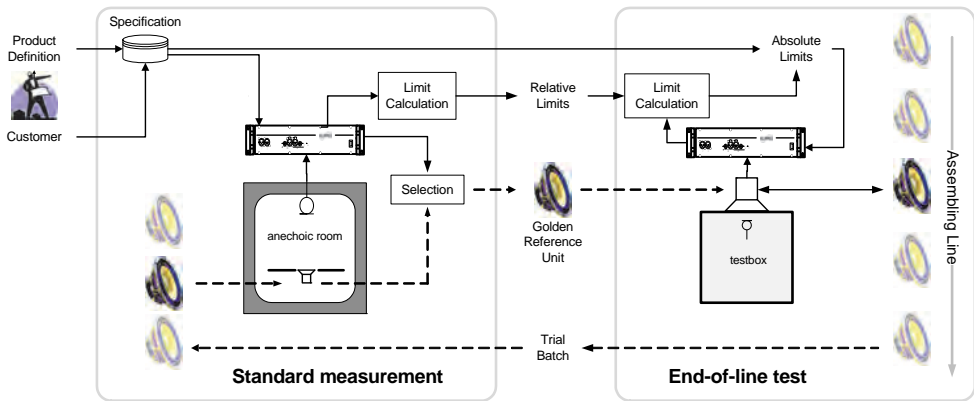 Specification
Product
Definition
Customer
Limit
Calculation
Relative
Limits
Limit
Calculation
Absolute
Limits
Selection
anechoic room
Golden
Reference
Unit
testbox
Assembling Line
Trial
Batch
Standard measurement
End-of-line test